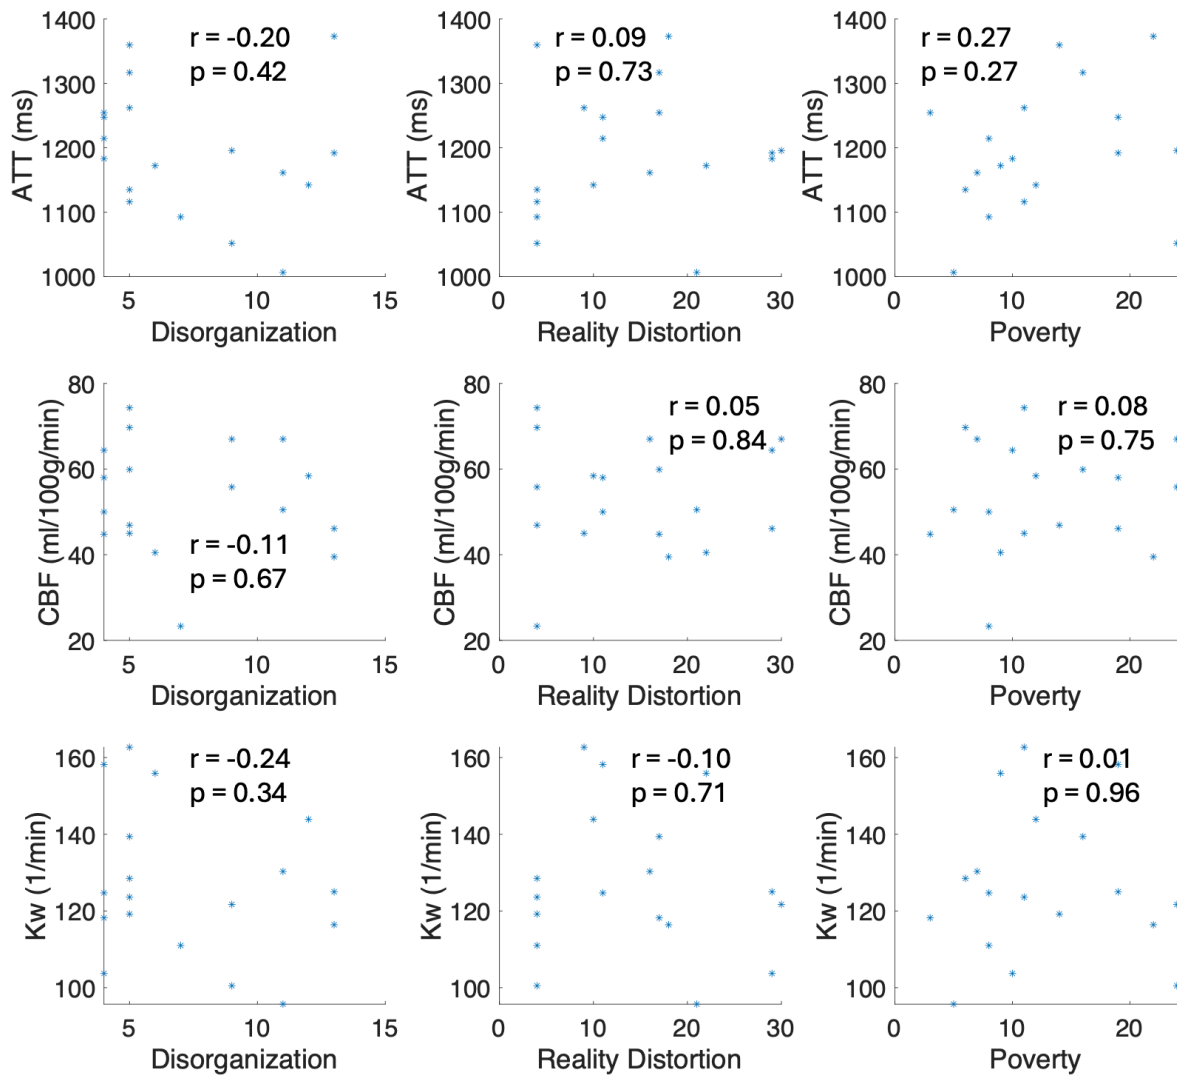 1400
1300
1200
1100
1000
ATT (ms)
r = -0.20
p = 0.42
5
10
15
Disorganization
1400
1300
1200
1100
1000
ATT (ms)
r = 0.09
p = 0.73
0
10
20
30
Reality Distortion
1400
1300
1200
1100
1000
ATT (ms)
r = 0.27
p = 0.27
0
10
20
Poverty
80
60
40
20
CBF (ml/100g/min)
r = -0.11
p = 0.67
5
10
15
Disorganization
80
60
40
20
CBF (ml/100g/min)
r = 0.05
p = 0.84
0
10
20
30
Reality Distortion
80
60
40
20
CBF (ml/100g/min)
r = 0.08
p = 0.75
0
10
20
Poverty
160
140
120
100
Kw (1/min)
r = -0.24
p = 0.34
5
10
15
Disorganization
160
140
120
100
Kw (1/min)
r = -0.10
p = 0.71
0
10
20
30
Reality Distortion
160
140
120
100
Kw (1/min)
r = 0.01
p = 0.96
0
10
20
Poverty